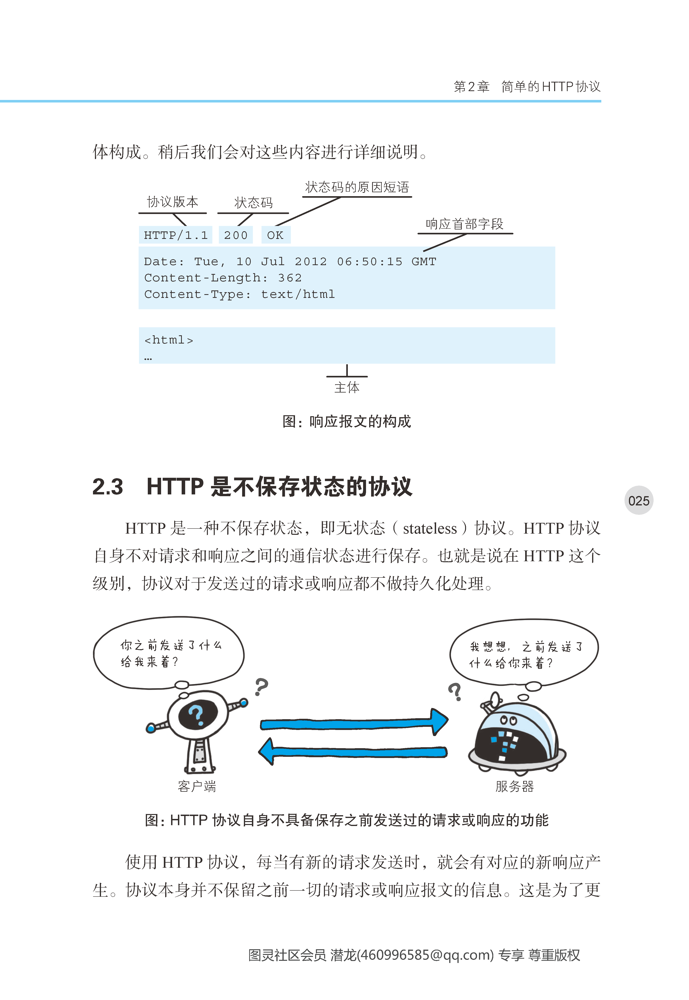 第2章 简单的HTTP协议
体构成。稍后我们会对这些内容进行详细说明。
状态码的原因短语
协议版本 状态码
响应首部字段
HTTP/1.1 200 OK
Date: Tue, 10 Jul 2012 06:50:15 GMT
Content-Length: 362
Content-Type: text/html
<html>
…
主体
图：响应报文的构成
2.3 HTTP 是不保存状态的协议
025
HTTP 是一种不保存状态，即无状态（stateless）协议。HTTP 协议
自身不对请求和响应之间的通信状态进行保存。也就是说在 HTTP 这个
级别，协议对于发送过的请求或响应都不做持久化处理。
你之前发送了什么
给我来着?
我想想, 之前发送了
什么给你来着?
?
?
?
客户端
服务器
图：HTTP 协议自身不具备保存之前发送过的请求或响应的功能
使用 HTTP 协议，每当有新的请求发送时，就会有对应的新响应产
生。协议本身并不保留之前一切的请求或响应报文的信息。这是为了更
图灵社区会员 潜龙(460996585@qq.com) 专享 尊重版权